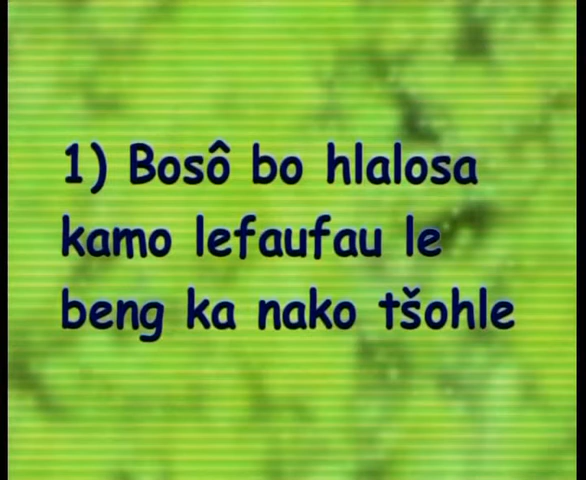 1) Bosô bo hlalosa
kamo lefaufau le
beng ka nako tšohle